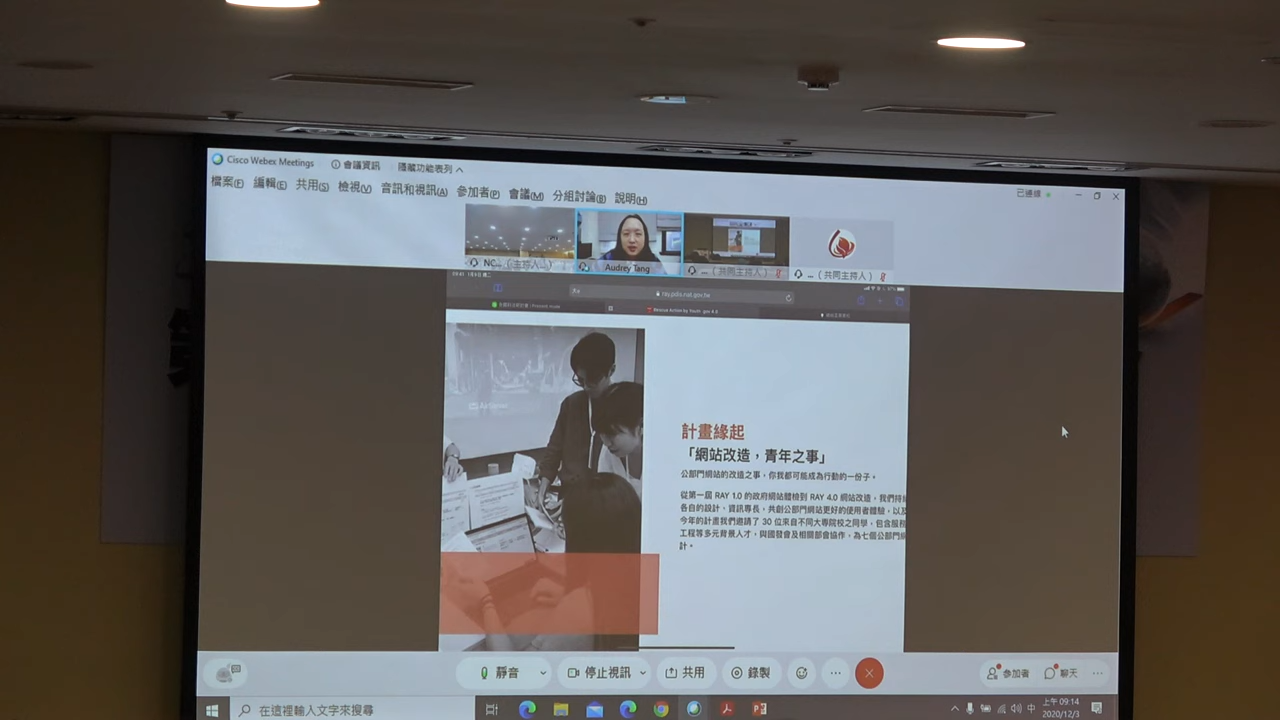 Cisco Webex Meetings 會議資訊 隱藏功能表列
檔案(F) 編輯(E) 共用(S) 檢視(V) 音訊和視訊(A) 參加者(P) 會議(M) 分組討論(B) 說明(H)
已連線
NC... (主持人...)
Audrey Tang
... (共同主持人)
... (共同主持人)
ray.pdis.nat.gov.tw
Rescue Action by Youth
計畫緣起
「網站改造，青年之事」
公部門網站的改造之事，你我都可能成為行動的一份子。
從第一屆 RAY 1.0 的政府網站體檢到 RAY 4.0 網站改造，我們持
各自的設計、資訊專長，共創公部門網站更好的使用者體驗，以
今年的計畫我們邀請了 30 位來自不同大專院校之同學，包含服務
工程等多元背景人才，與國發會及相關部會協作，為七個公部門
計。
靜音 停止視訊 共用 錄製 參加者 聊天
在這裡輸入文字來搜尋
中
上午 09:14
2020/12/3